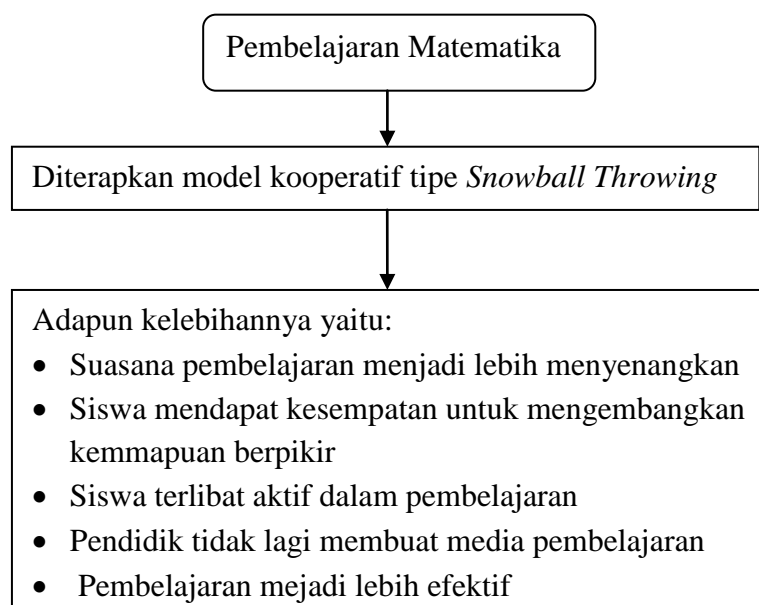 Pembelajaran Matematika
Diterapkan model kooperatif tipe Snowball Throwing
Adapun kelebihannya yaitu:
• Suasana pembelajaran menjadi lebih menyenangkan
• Siswa mendapat kesempatan untuk mengembangkan
kemmapuan berpikir
• Siswa terlibat aktif dalam pembelajaran
• Pendidik tidak lagi membuat media pembelajaran
• Pembelajaran mejadi lebih efektif